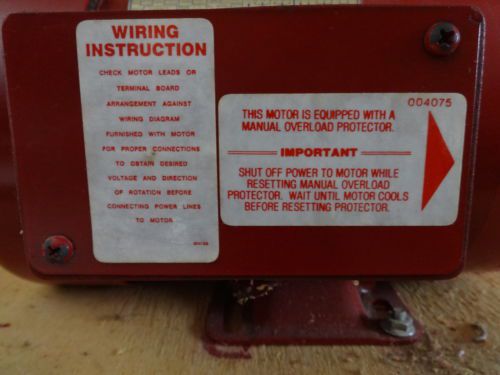 WIRING
INSTRUCTION
CHECK MOTOR LEADS OR
TERMINAL BOARD
ARRANGEMENT AGAINST
WIRING DIAGRAM
FURNISHED WITH MOTOR
FOR PROPER CONNECTIONS
TO OBTAIN DESIRED
VOLTAGE AND DIRECTION
OF ROTATION BEFORE
CONNECTING POWER LINES
TO MOTOR
004075
THIS MOTOR IS EQUIPPED WITH A
MANUAL OVERLOAD PROTECTOR.
IMPORTANT
SHUT OFF POWER TO MOTOR WHILE
RESETTING MANUAL OVERLOAD
PROTECTOR. WAIT UNTIL MOTOR COOLS
BEFORE RESETTING PROTECTOR.